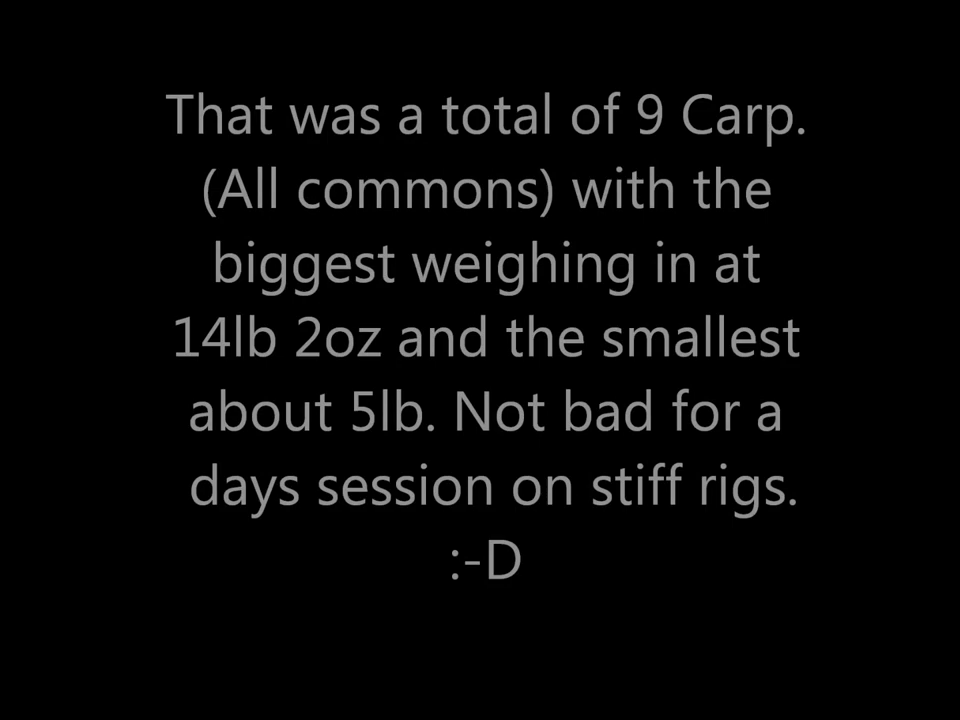 That was a total of 9 Carp.
(All commons) with the
biggest weighing in at
14lb 2oz and the smallest
about 5lb. Not bad for a
days session on stiff rigs.
:-D